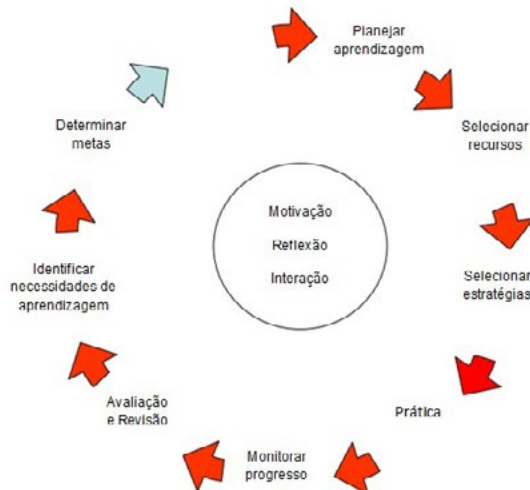 Planejar
aprendizagem
Selecionar
recursos
Selecionar
estratégias
Prática
Monitorar
progresso
Avaliação
e Revisão
Identificar
necessidades de
aprendizagem
Determinar
metas
Motivação
Reflexão
Interação